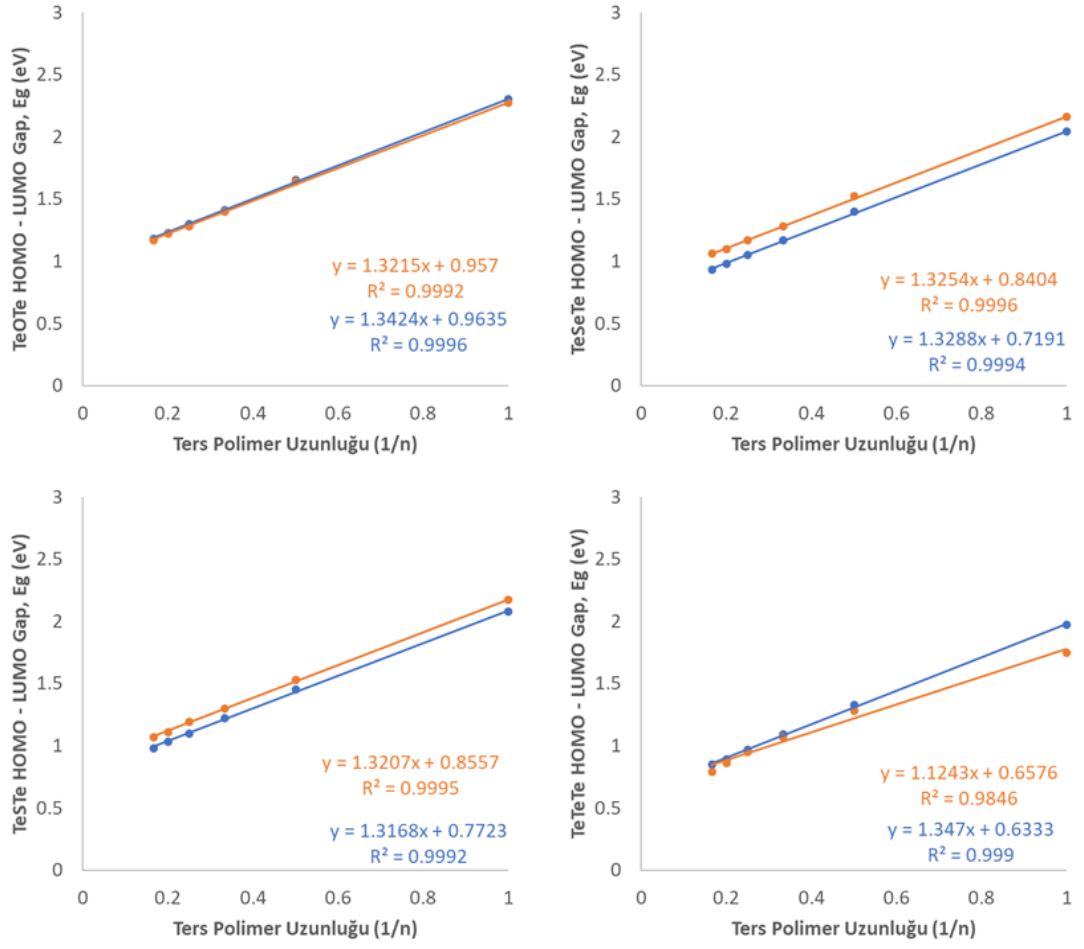 TeOTe HOMO - LUMO Gap, Eg (eV)
3
2.5
2
1.5
1
0.5
0
y = 1.3215x + 0.957
R² = 0.9992
y = 1.3424x + 0.9635
R² = 0.9996
0 0.2 0.4 0.6 0.8 1
Ters Polimer Uzunluğu (1/n)
TeSeTe HOMO - LUMO Gap, Eg (eV)
3
2.5
2
1.5
1
0.5
0
y = 1.3254x + 0.8404
R² = 0.9996
y = 1.3288x + 0.7191
R² = 0.9994
0 0.2 0.4 0.6 0.8 1
Ters Polimer Uzunluğu (1/n)
TeSTe HOMO - LUMO Gap, Eg (eV)
3
2.5
2
1.5
1
0.5
0
y = 1.3207x + 0.8557
R² = 0.9995
y = 1.3168x + 0.7723
R² = 0.9992
0 0.2 0.4 0.6 0.8 1
Ters Polimer Uzunluğu (1/n)
TeTeTe HOMO - LUMO Gap, Eg (eV)
3
2.5
2
1.5
1
0.5
0
y = 1.1243x + 0.6576
R² = 0.9846
y = 1.347x + 0.6333
R² = 0.999
0 0.2 0.4 0.6 0.8 1
Ters Polimer Uzunluğu (1/n)